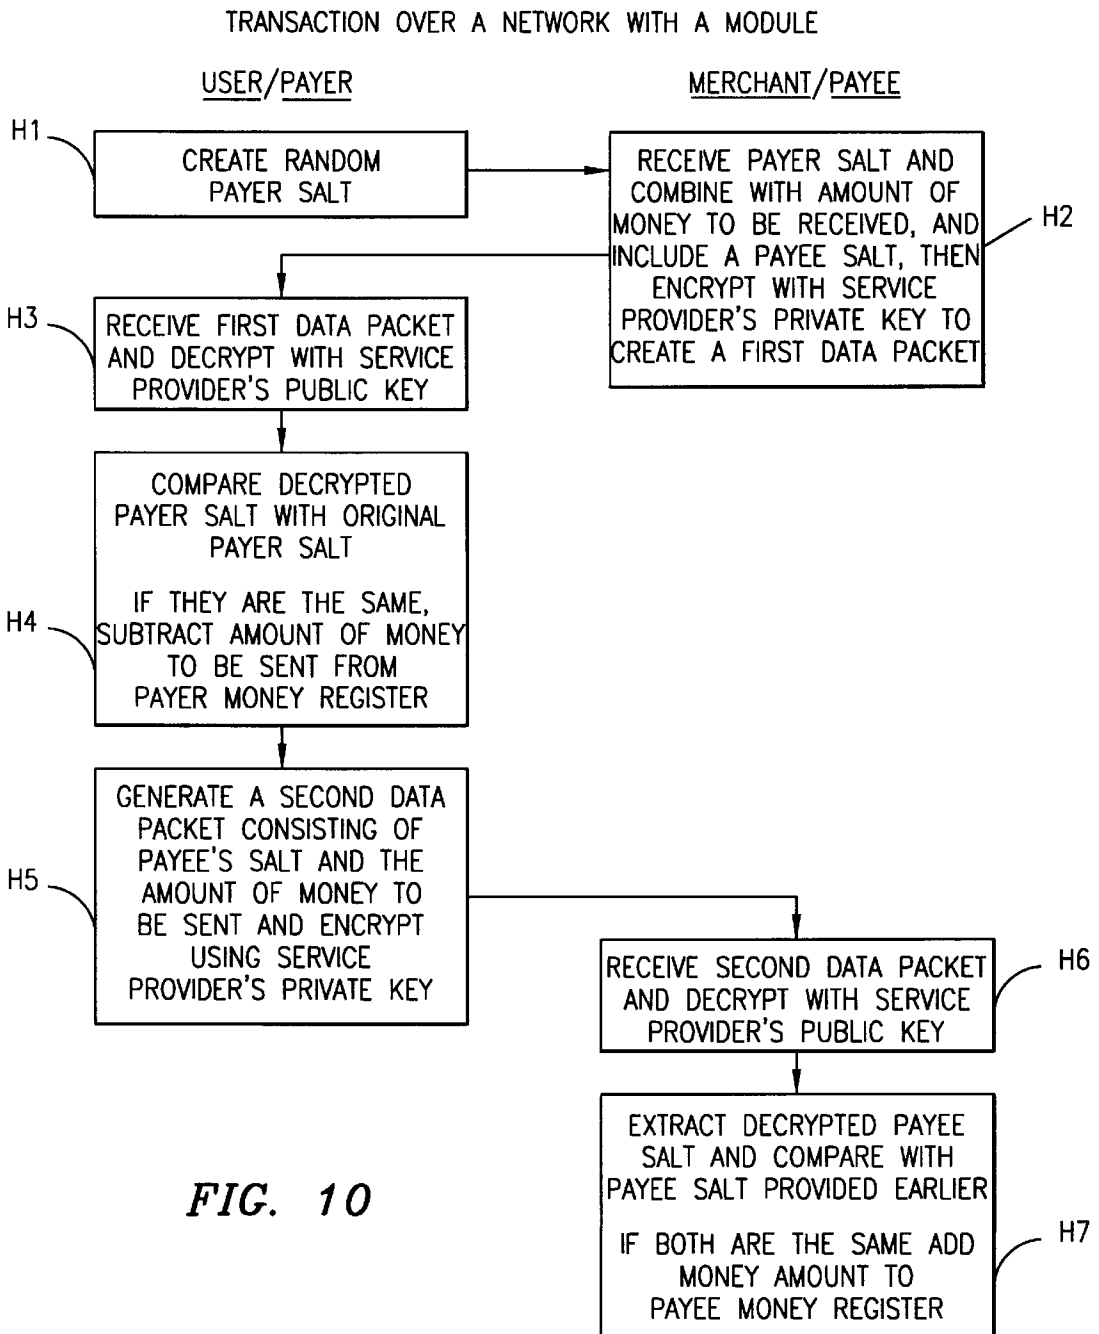 TRANSACTION OVER A NETWORK WITH A MODULE
USER/PAYER
MERCHANT/PAYEE
H1
CREATE RANDOM
PAYER SALT
RECEIVE PAYER SALT AND
COMBINE WITH AMOUNT OF
MONEY TO BE RECEIVED, AND
INCLUDE A PAYEE SALT, THEN
ENCRYPT WITH SERVICE
PROVIDER'S PRIVATE KEY TO
CREATE A FIRST DATA PACKET
H2
H3
RECEIVE FIRST DATA PACKET
AND DECRYPT WITH SERVICE
PROVIDER'S PUBLIC KEY
COMPARE DECRYPTED
PAYER SALT WITH ORIGINAL
PAYER SALT
IF THEY ARE THE SAME,
SUBTRACT AMOUNT OF MONEY
TO BE SENT FROM
PAYER MONEY REGISTER
H4
GENERATE A SECOND DATA
PACKET CONSISTING OF
PAYEE'S SALT AND THE
AMOUNT OF MONEY TO
BE SENT AND ENCRYPT
USING SERVICE
PROVIDER'S PRIVATE KEY
H5
RECEIVE SECOND DATA PACKET
AND DECRYPT WITH SERVICE
PROVIDER'S PUBLIC KEY
H6
EXTRACT DECRYPTED PAYEE
SALT AND COMPARE WITH
PAYEE SALT PROVIDED EARLIER
IF BOTH ARE THE SAME ADD
MONEY AMOUNT TO
PAYEE MONEY REGISTER
H7
FIG. 10